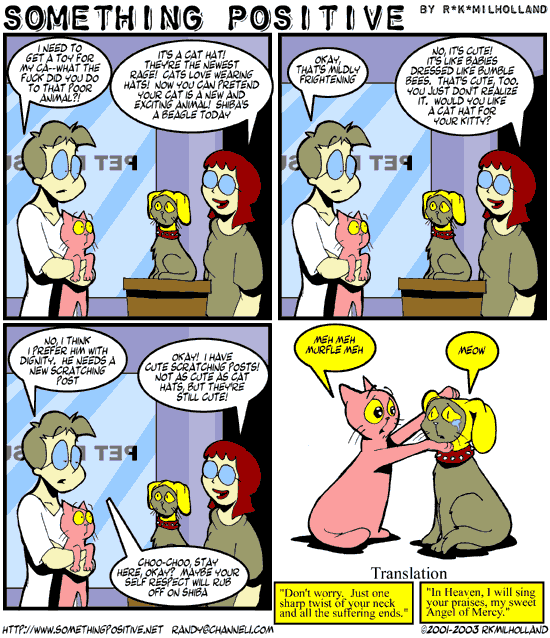 SOMETHING POSITIVE
BY R*K*MILHOLLAND
I NEED TO
GET A TOY FOR
MY CA--WHAT THE
FUCK DID YOU DO
TO THAT POOR
ANIMAL?!
IT'S A CAT HAT!
THEY'RE THE NEWEST
RAGE! CATS LOVE WEARING
HATS! NOW YOU CAN PRETEND
YOUR CAT IS A NEW AND
EXCITING ANIMAL! SHIBA'S
A BEAGLE TODAY
OKAY,
THAT'S MILDLY
FRIGHTENING
NO, IT'S CUTE!
IT'S LIKE BABIES
DRESSED LIKE BUMBLE
BEES. THAT'S CUTE, TOO.
YOU JUST DON'T REALIZE
IT. WOULD YOU LIKE
A CAT HAT FOR
YOUR KITTY?
PET
PET
NO, I THINK
I PREFER HIM WITH
DIGNITY. HE NEEDS A
NEW SCRATCHING
POST
OKAY! I HAVE
CUTE SCRATCHING POSTS!
NOT AS CUTE AS CAT
HATS, BUT THEY'RE
STILL CUTE!
PET
CHOO-CHOO, STAY
HERE, OKAY? MAYBE YOUR
SELF RESPECT WILL RUB
OFF ON SHIBA
MEH MEH
MURFLE MEH
MEOW
Translation
"Don't worry. Just one
sharp twist of your neck
and all the suffering ends."
"In Heaven, I will sing
your praises, my sweet
Angel of Mercy."
HTTP://WWW.SOMETHINGPOSITIVE.NET RANDY@CHANNEL1.COM
©2001-2003 RKMILHOLLAND